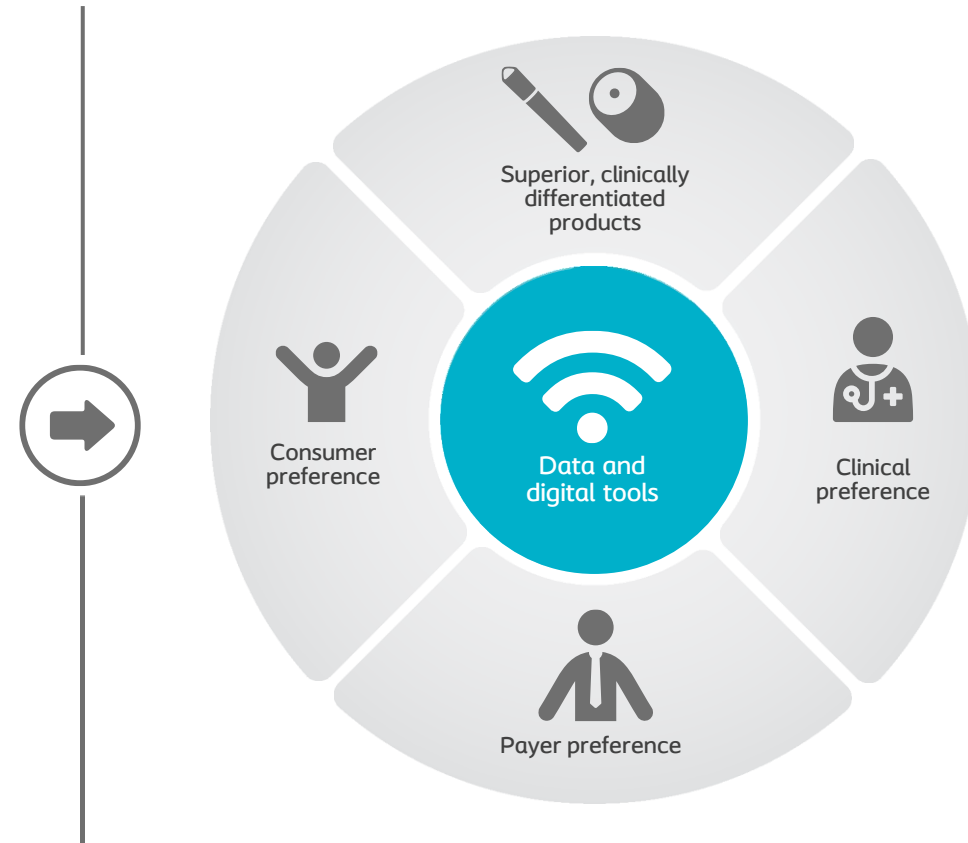 Superior, clinically
differentiated
products
Consumer
preference
Data and
digital tools
Clinical
preference
Payer preference